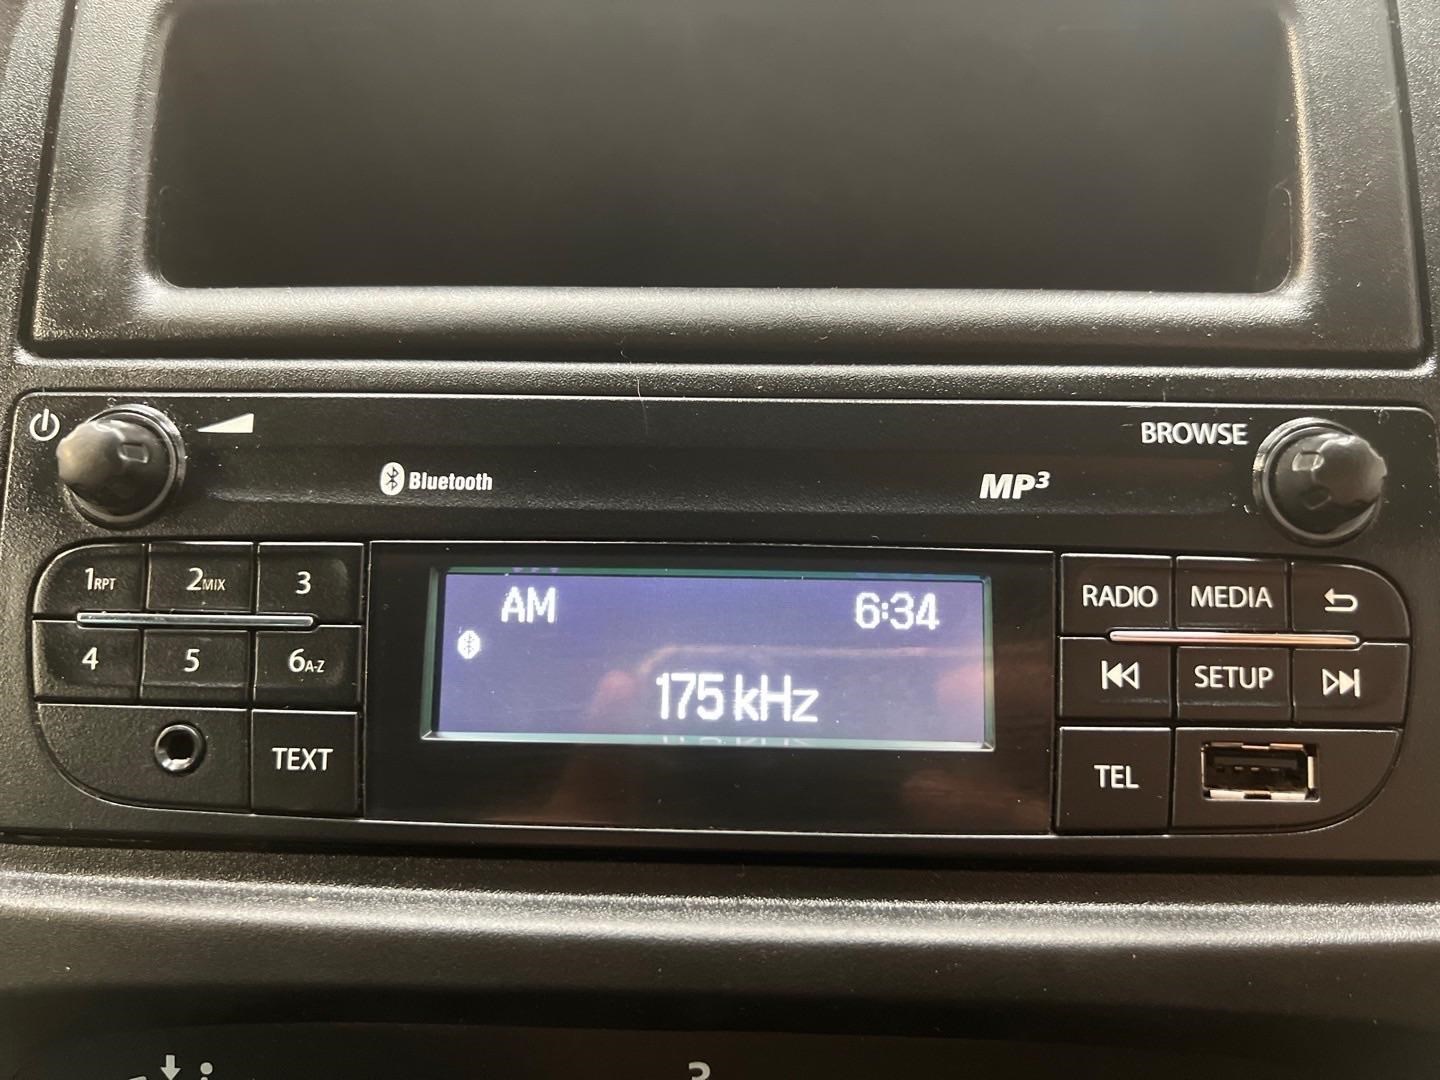 BROWSE
Bluetooth
MP3
1RPT 2MIX 3
AM 6:34
RADIO MEDIA
4 5 6A-Z
175 kHz
SETUP
TEXT
TEL
3